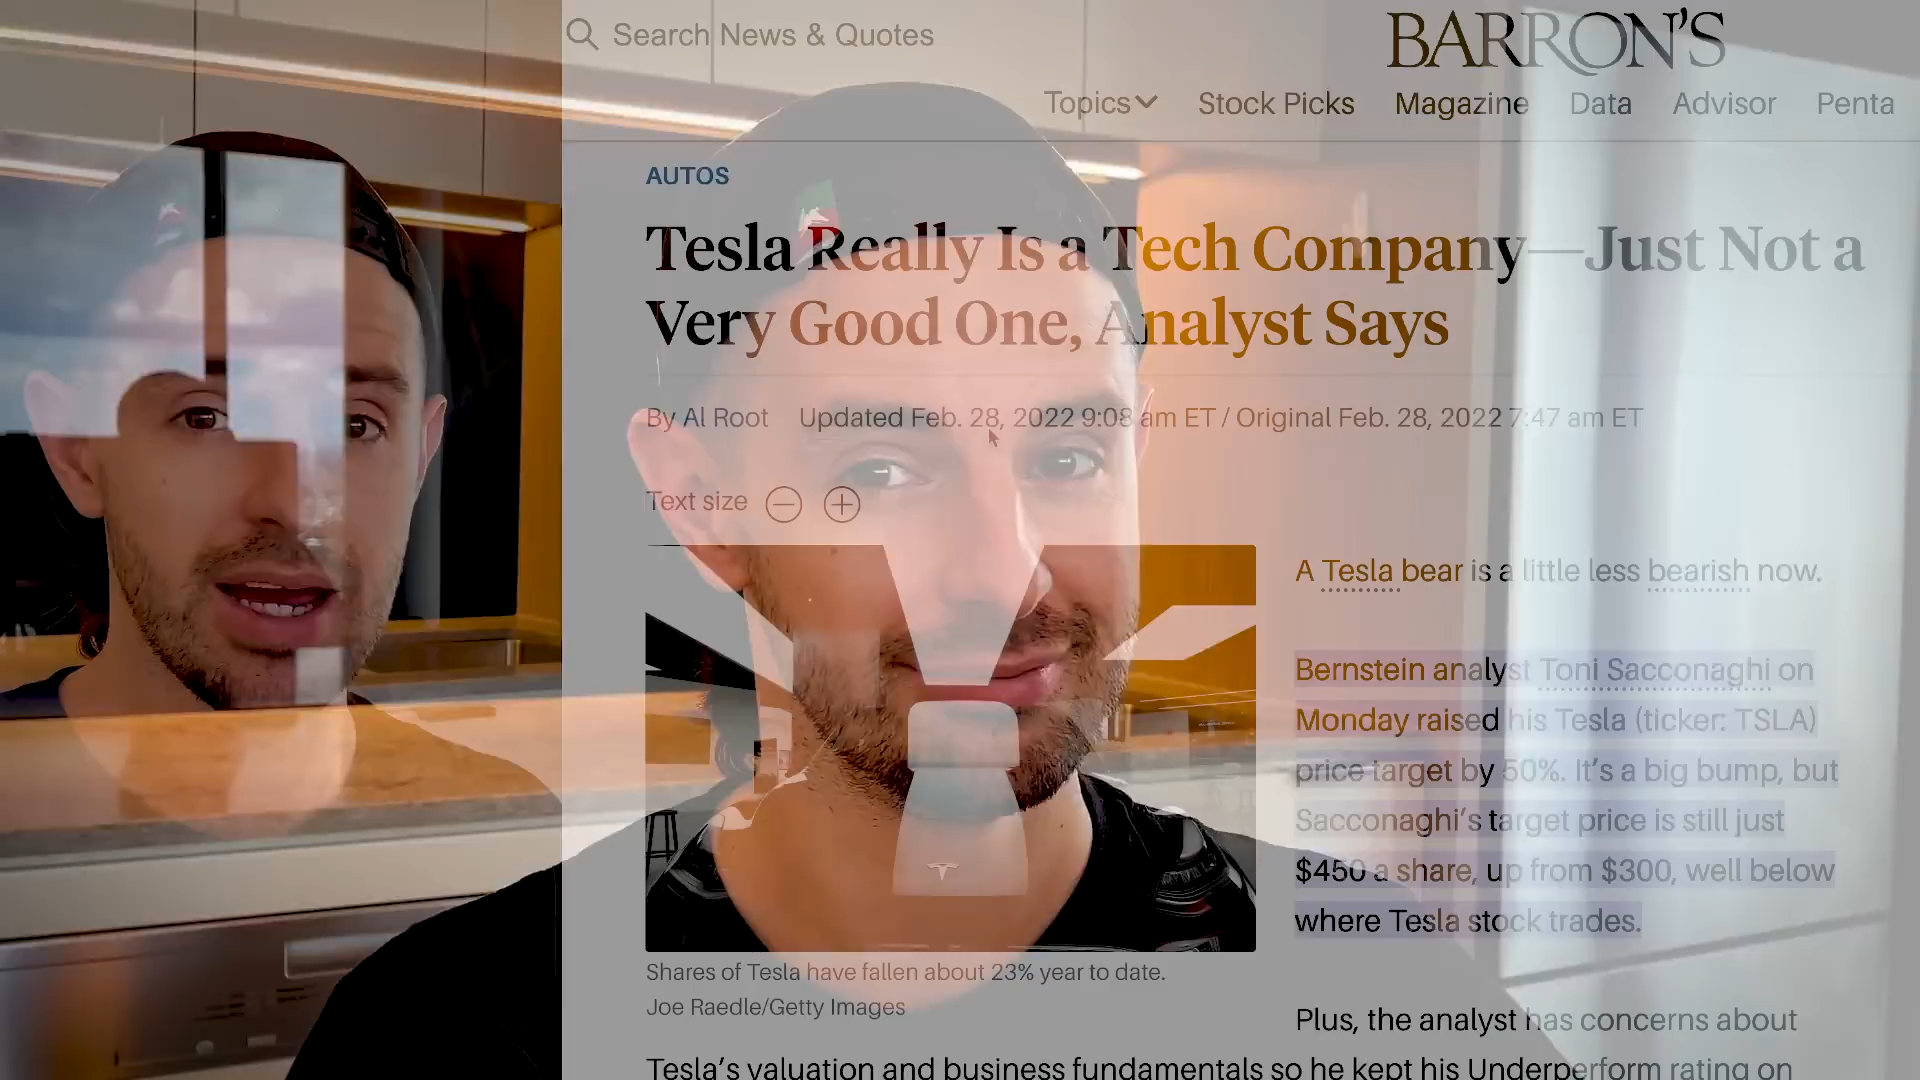 Search News & Quotes
BARRON'S
Topics Stock Picks Magazine Data Advisor Penta
AUTOS
Tesla Really Is a Tech Company—Just Not a
Very Good One, Analyst Says
By Al Root Updated Feb. 28, 2022 9:08 am ET / Original Feb. 28, 2022 7:47 am ET
Text size
A Tesla bear is a little less bearish now.
Bernstein analyst Toni Sacconaghi on
Monday raised his Tesla (ticker: TSLA)
price target by 50%. It's a big bump, but
Sacconaghi's target price is still just
$450 a share, up from $300, well below
where Tesla stock trades.
Shares of Tesla have fallen about 23% year to date.
Joe Raedle/Getty Images
Plus, the analyst has concerns about
Tesla's valuation and business fundamentals so he kept his Underperform rating on